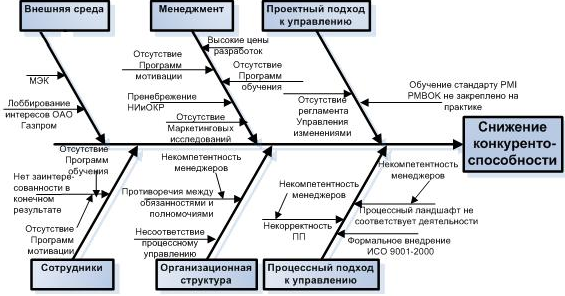 Внешняя среда
Менеджмент
Проектный подход
к управлению
Высокие цены
разработок
Отсутствие
Программ
мотивации
Отсутствие
Программ
обучения
МЭК
Лоббирование
интересов ОАО
Газпром
Пренебрежение
НИиОКР
Отсутствие
Маркетинговых
исследований
Отсутствие
регламента
Управления
изменениями
Обучение стандарту PMI
PMBOK не закреплено на
практике
Снижение
конкуренто-
способности
Отсутствие
Программ
обучения
Нет заинтере-
сованности в
конечном
результате
Отсутствие
Программ
мотивации
Некомпетентность
менеджеров
Противоречия между
обязанностями и
полномочиями
Несоответствие
процессному
управлению
Некомпетентность
менеджеров
Некорректность
ПП
Некомпетентность
менеджеров
Процессный ландшафт не
соответствует деятельности
Формальное внедрение
ИСО 9001-2000
Сотрудники
Организационная
структура
Процессный подход
к управлению